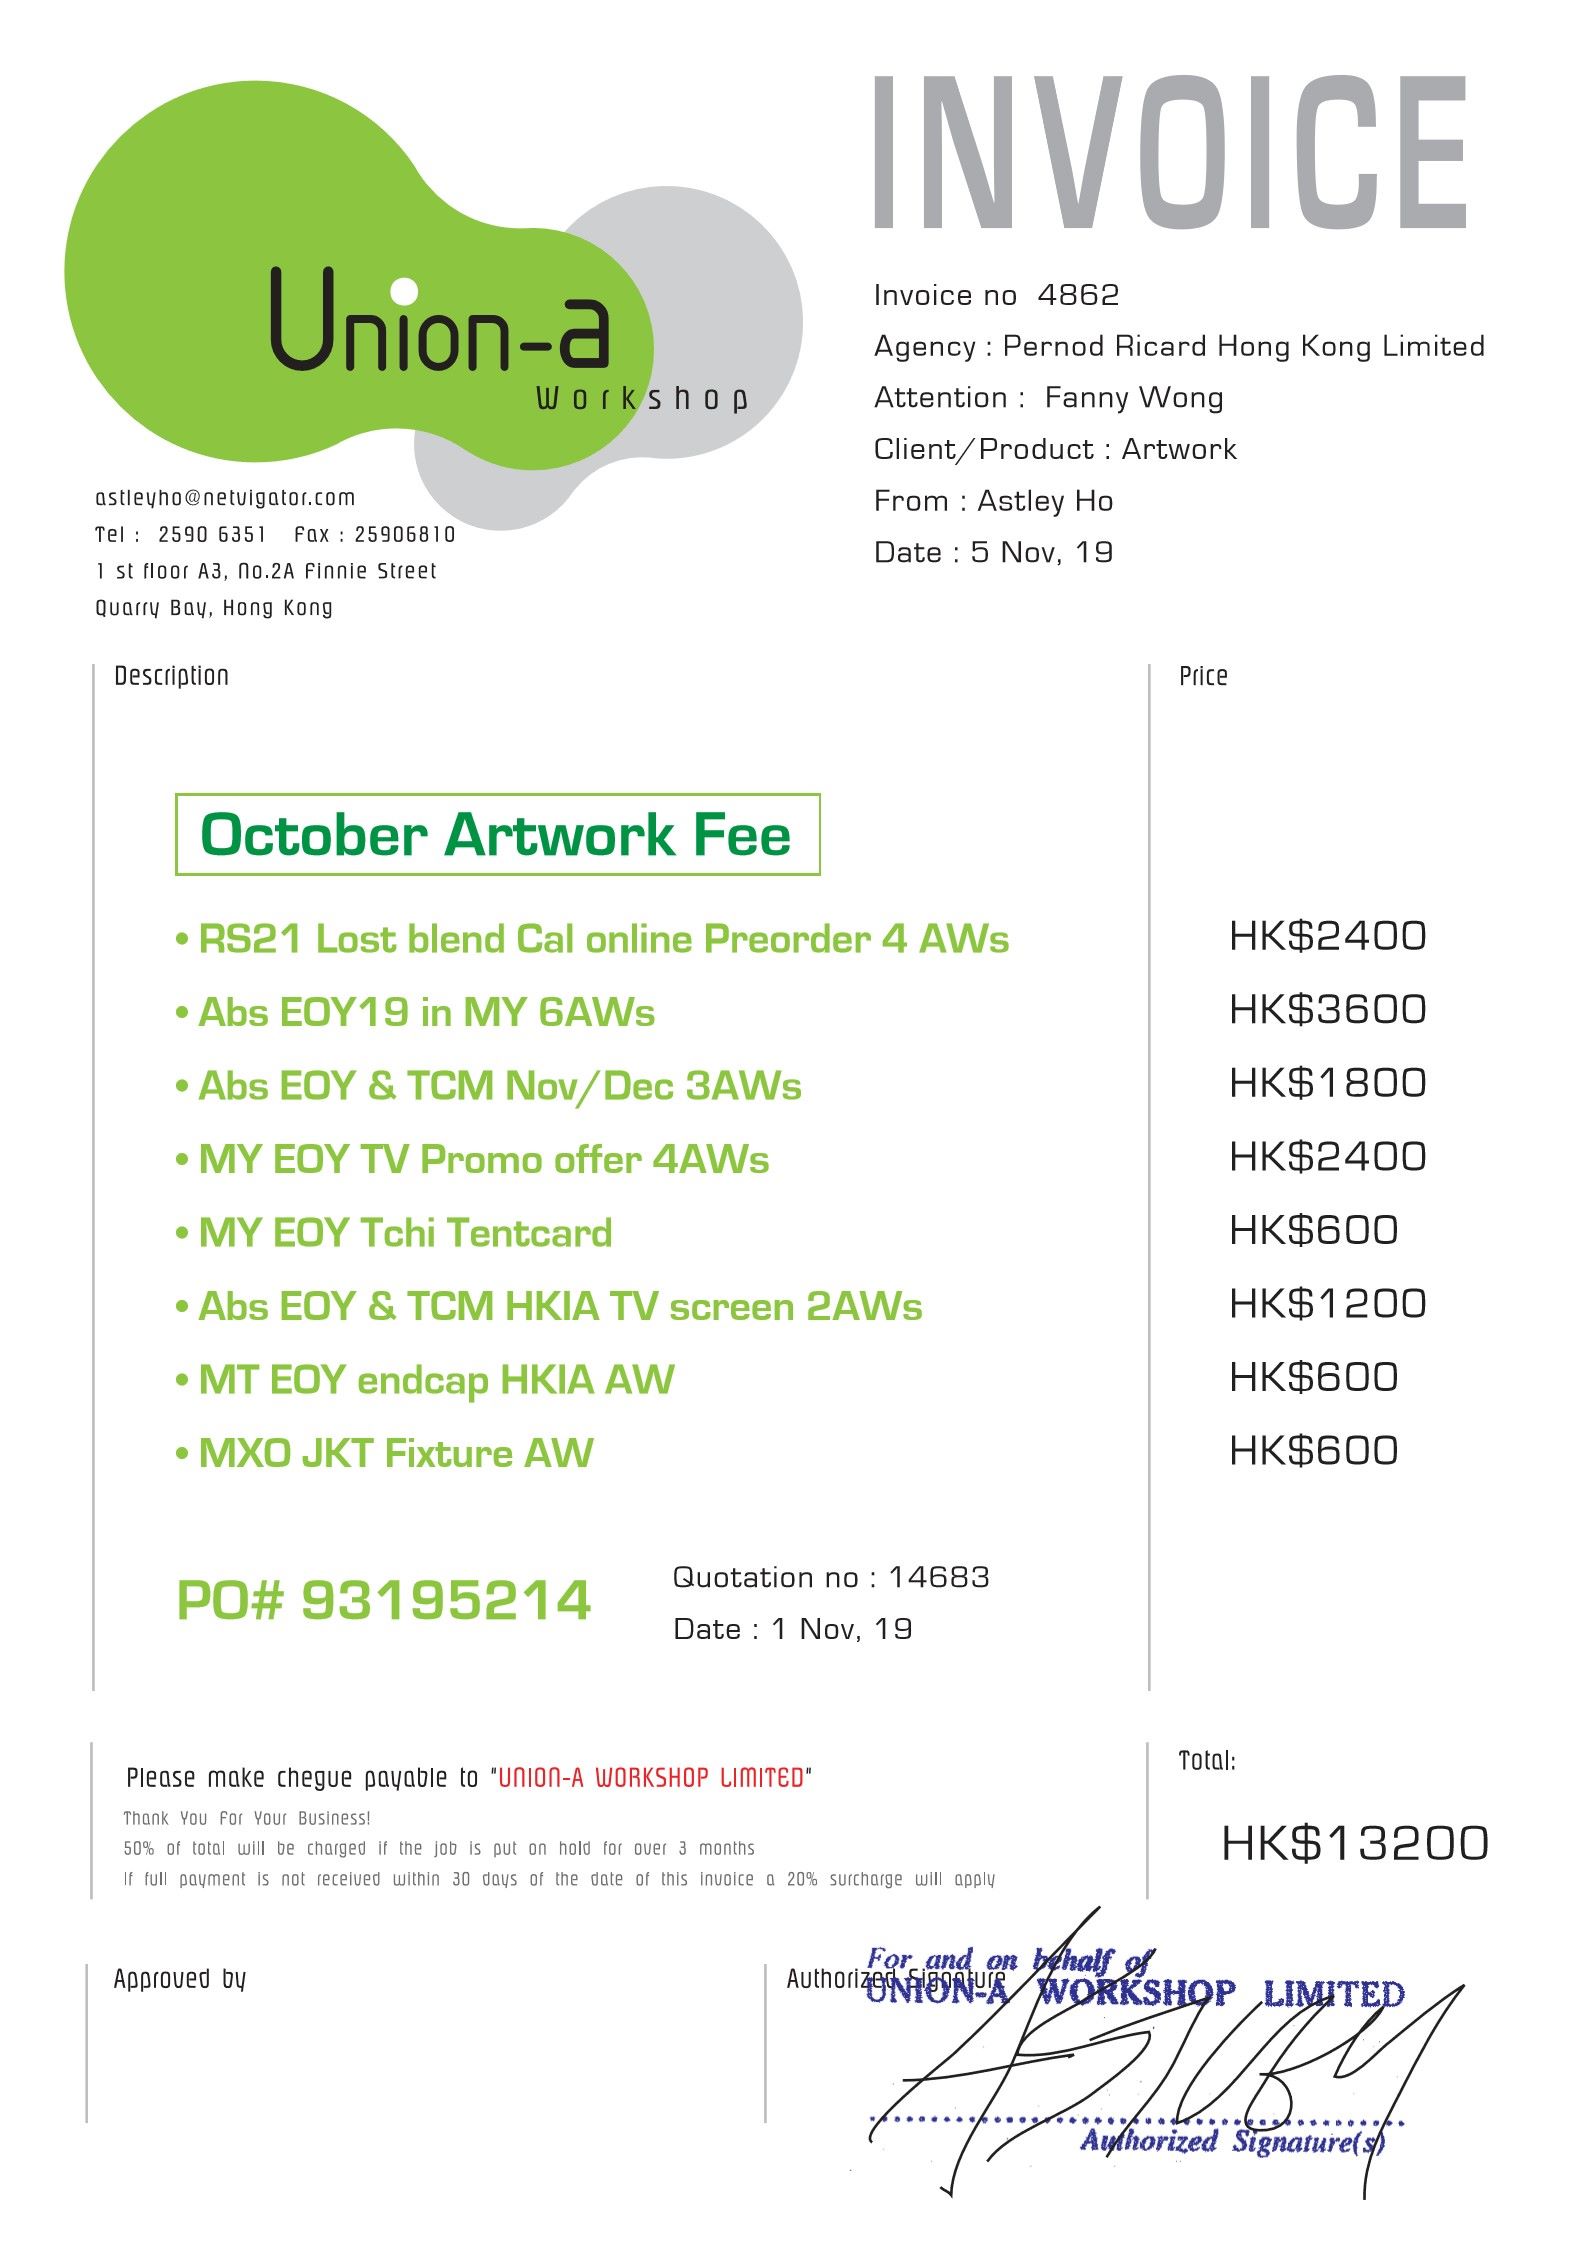 INVOICE
Union-a
Workshop
Invoice no 4862
Agency : Pernod Ricard Hong Kong Limited
Attention : Fanny Wong
Client/Product : Artwork
From : Astley Ho
Date : 5 Nov, 19
astleyho@netvigator.com
Tel : 2590 6351 Fax : 25906810
1 st floor A3, No.2A Finnie Street
Quarry Bay, Hong Kong
Description Price
October Artwork Fee
• RS21 Lost blend Cal online Preorder 4 AWs HK$2400
• Abs EOY19 in MY 6AWs HK$3600
• Abs EOY & TCM Nov/Dec 3AWs HK$1800
• MY EOY TV Promo offer 4AWs HK$2400
• MY EOY Tchi Tentcard HK$600
• Abs EOY & TCM HKIA TV screen 2AWs HK$1200
• MT EOY endcap HKIA AW HK$600
• MXO JKT Fixture AW HK$600
PO# 93195214
Quotation no : 14683
Date : 1 Nov, 19
Please make chegue payable to "UNION-A WORKSHOP LIMITED"
Thank You For Your Business!
50% of total will be charged if the job is put on hold for over 3 months
If full payment is not received within 30 days of the date of this invoice a 20% surcharge will apply
Total:
HK$13200
Approved by
Authorized Signature
For and on behalf of
UNION-A WORKSHOP LIMITED
Authorized Signature(s)